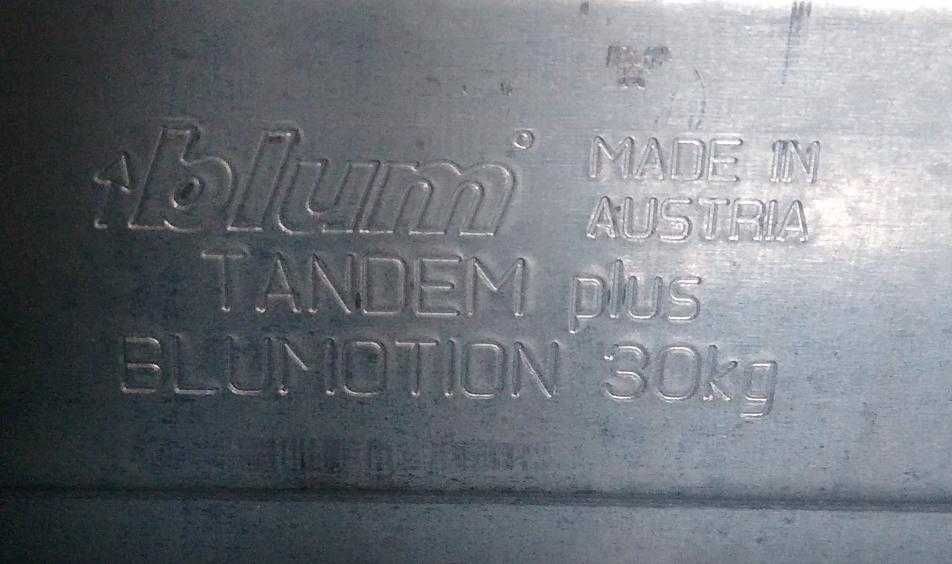 blum
MADE IN
AUSTRIA
TANDEM plus
BLUMOTION 30kg